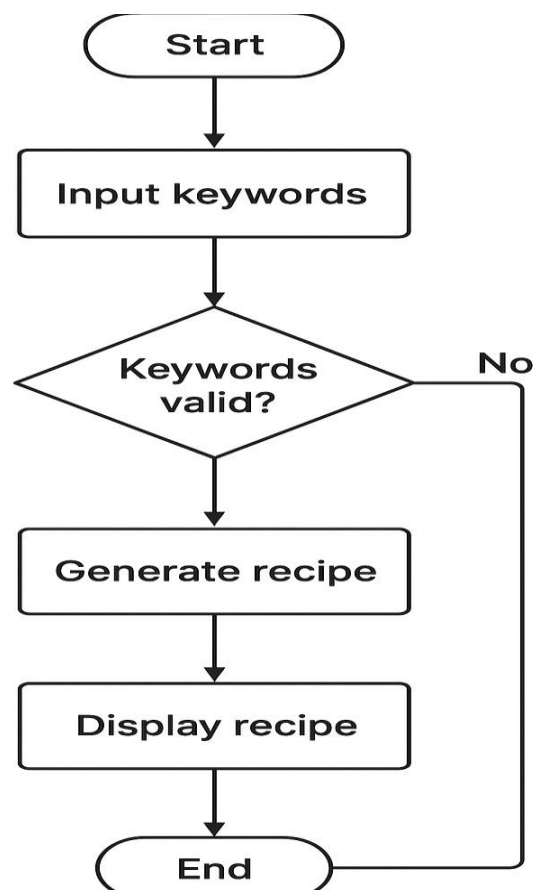 Start
Input keywords
Keywords
valid?
No
Generate recipe
Display recipe
End